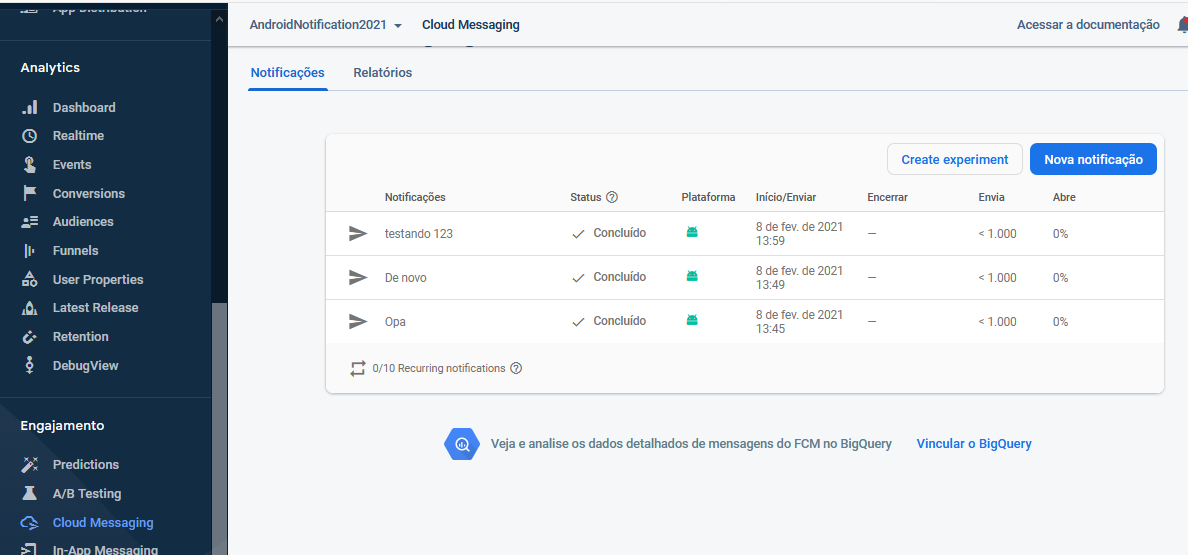 App Distribution
Analytics
Dashboard
Realtime
Events
Conversions
Audiences
Funnels
User Properties
Latest Release
Retention
DebugView
Engajamento
Predictions
A/B Testing
Cloud Messaging
In-App Messaging
AndroidNotification2021
Cloud Messaging
Acessar a documentação
Notificações
Relatórios
Create experiment
Nova notificação
Notificações Status Plataforma Início/Enviar Encerrar Envia Abre
testando 123 Concluído 8 de fev. de 2021 – < 1.000 0%
13:59
De novo Concluído 8 de fev. de 2021 – < 1.000 0%
13:49
Opa Concluído 8 de fev. de 2021 – < 1.000 0%
13:45
0/10 Recurring notifications
Veja e analise os dados detalhados de mensagens do FCM no BigQuery Vincular o BigQuery